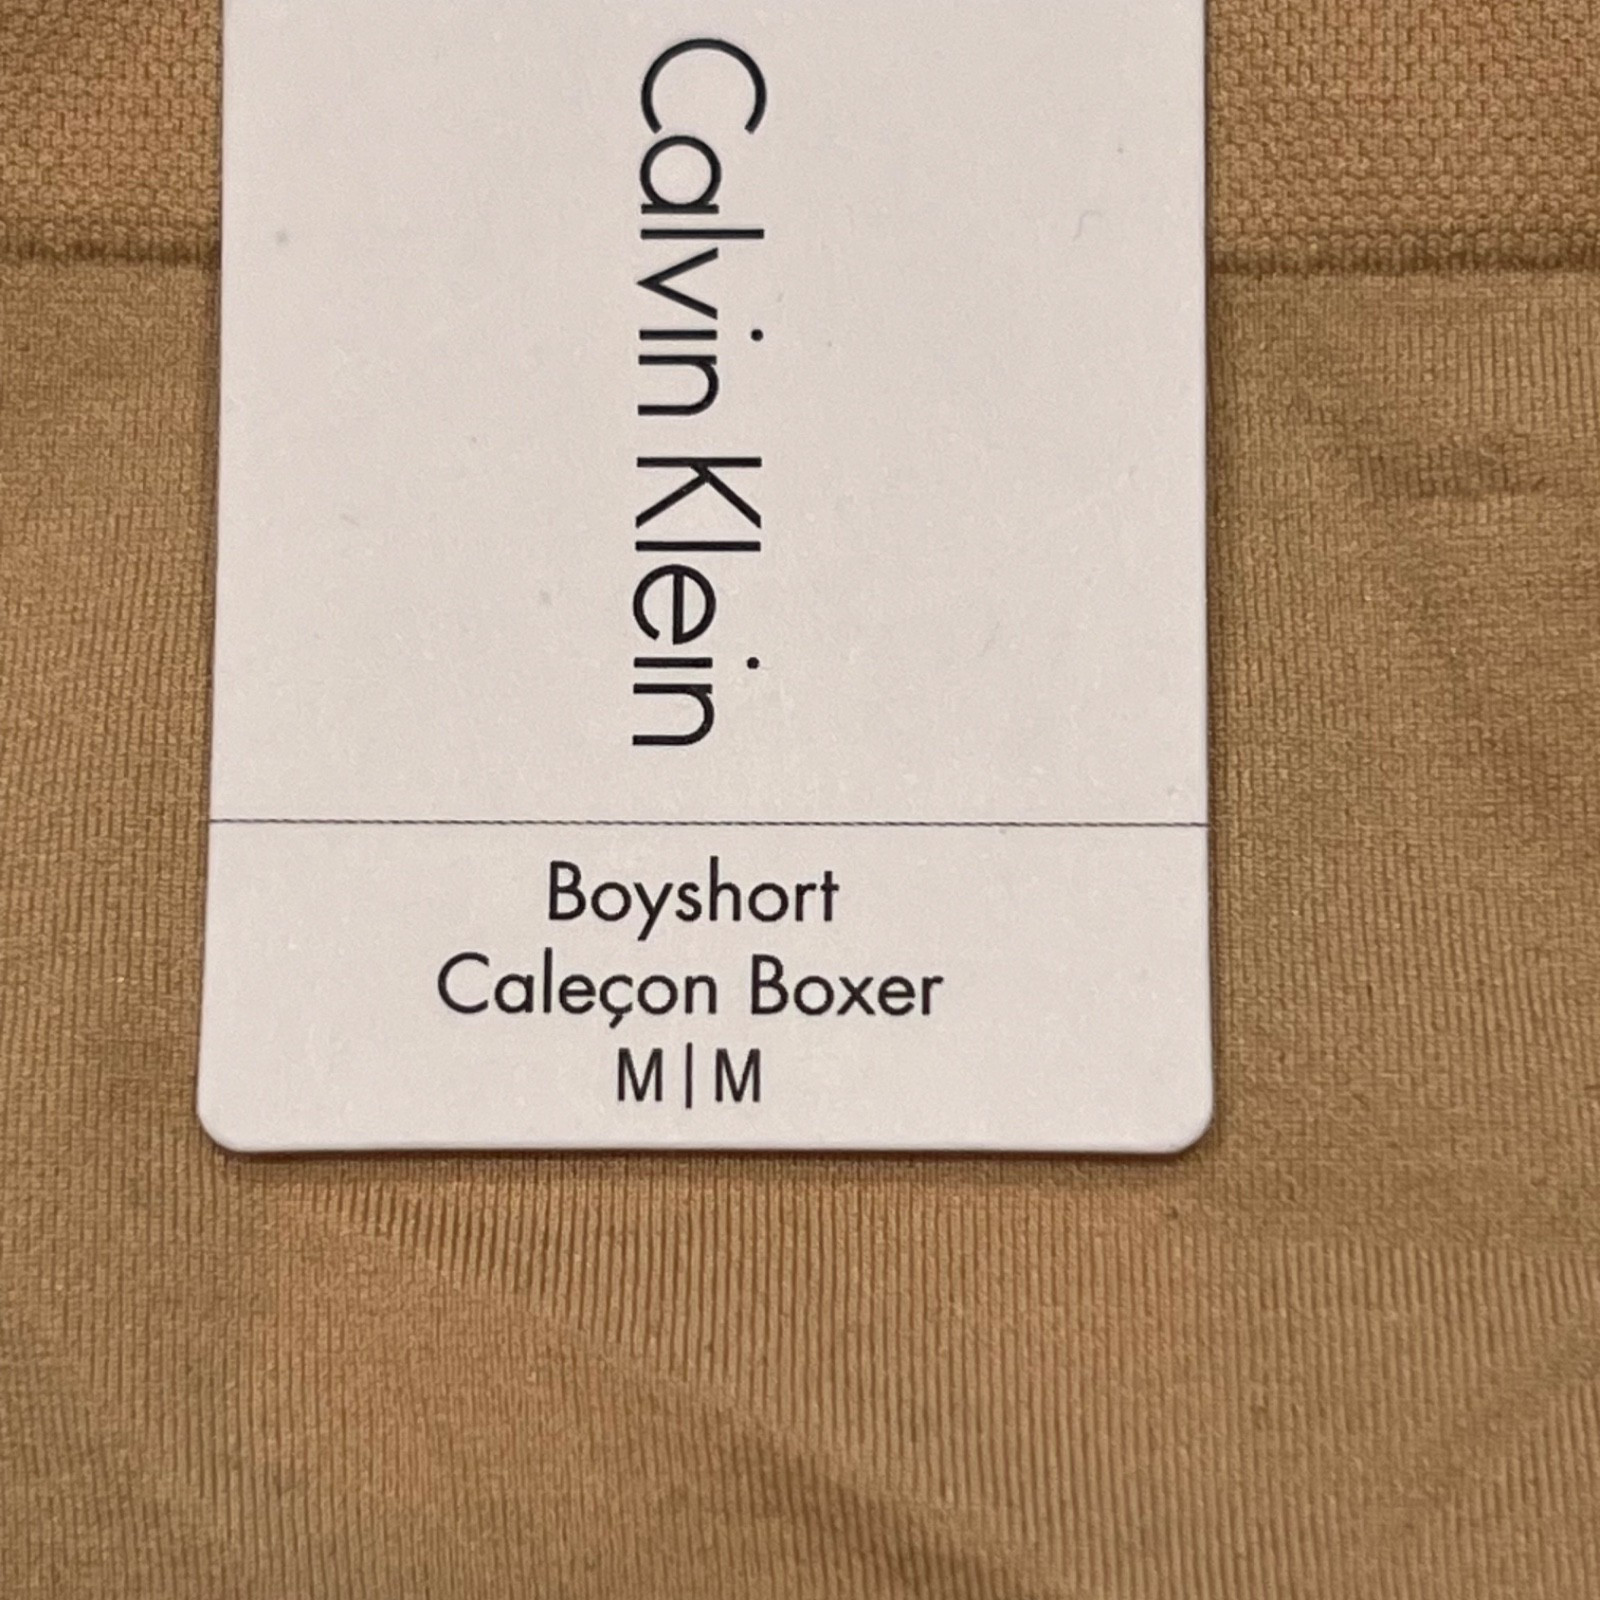 Calvin Klein
Boyshort
Caleçon Boxer
M | M